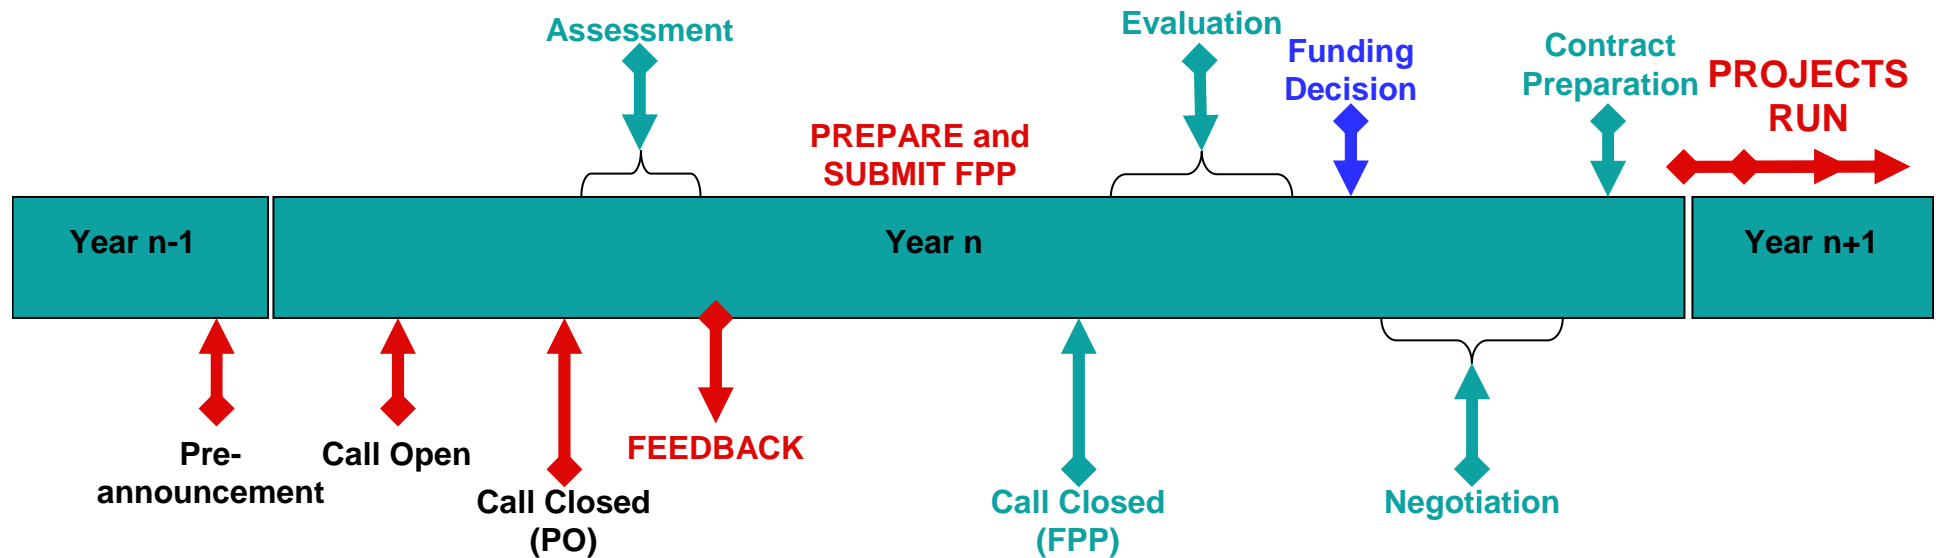 Assessment
Evaluation
Funding
Decision
Contract
Preparation
PROJECTS
RUN
PREPARE and
SUBMIT FPP
Year n-1
Year n
Year n+1
Pre-
announcement
Call Open
Call Closed
(PO)
FEEDBACK
Call Closed
(FPP)
Negotiation